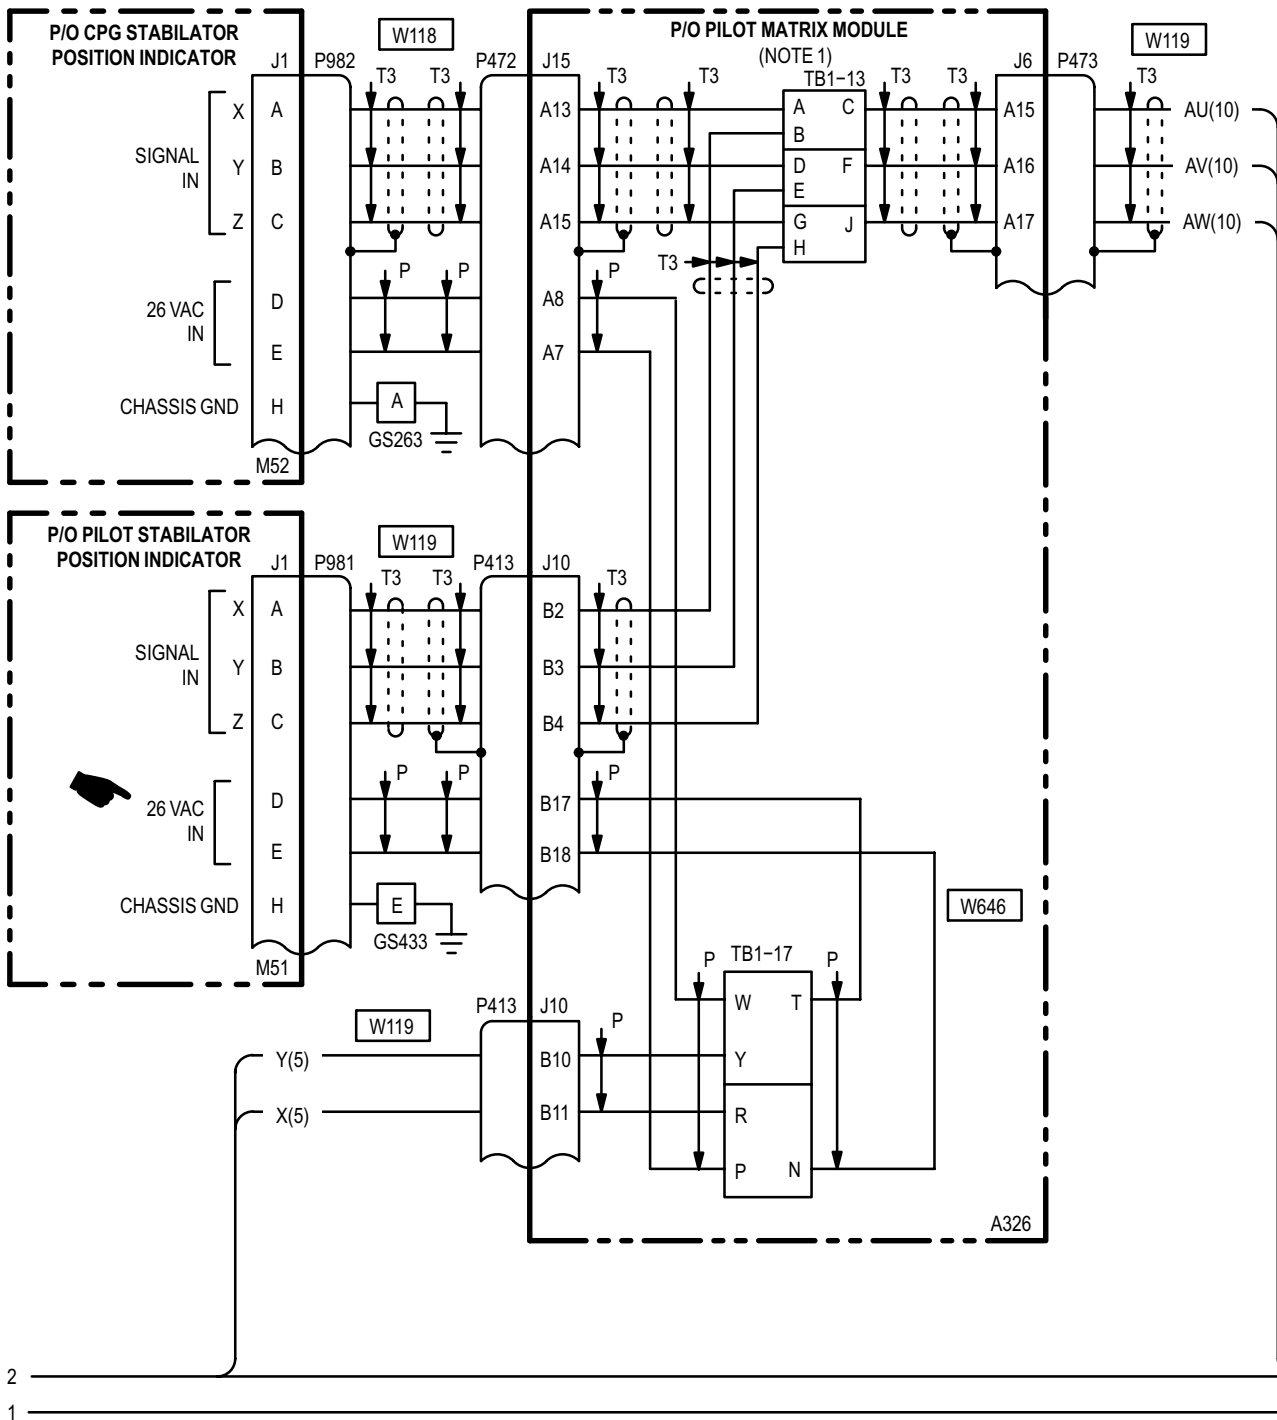 P/O CPG STABILATOR
POSITION INDICATOR
W118
P/O PILOT MATRIX MODULE
(NOTE 1)
W119
J1
P982
T3
T3
P472
J15
T3
T3
TB1–13
T3
T3
J6
P473
T3
X
A
A13
A
C
A15
AU(10)
B
SIGNAL
IN
Y
B
A14
D
F
A16
AV(10)
E
Z
C
A15
G
J
A17
AW(10)
H
T3
P
P
P
26 VAC
IN
D
A8
E
A7
CHASSIS GND
H
A
GS263
M52
P/O PILOT STABILATOR
POSITION INDICATOR
W119
J1
P981
T3
T3
P413
J10
T3
X
A
B2
SIGNAL
IN
Y
B
B3
Z
C
B4
P
P
P
26 VAC
IN
D
B17
E
B18
CHASSIS GND
H
E
GS433
W646
M51
P
TB1–17
P
W119
P413
J10
P
W
T
Y(5)
B10
Y
X(5)
B11
R
P
N
A326
2
1